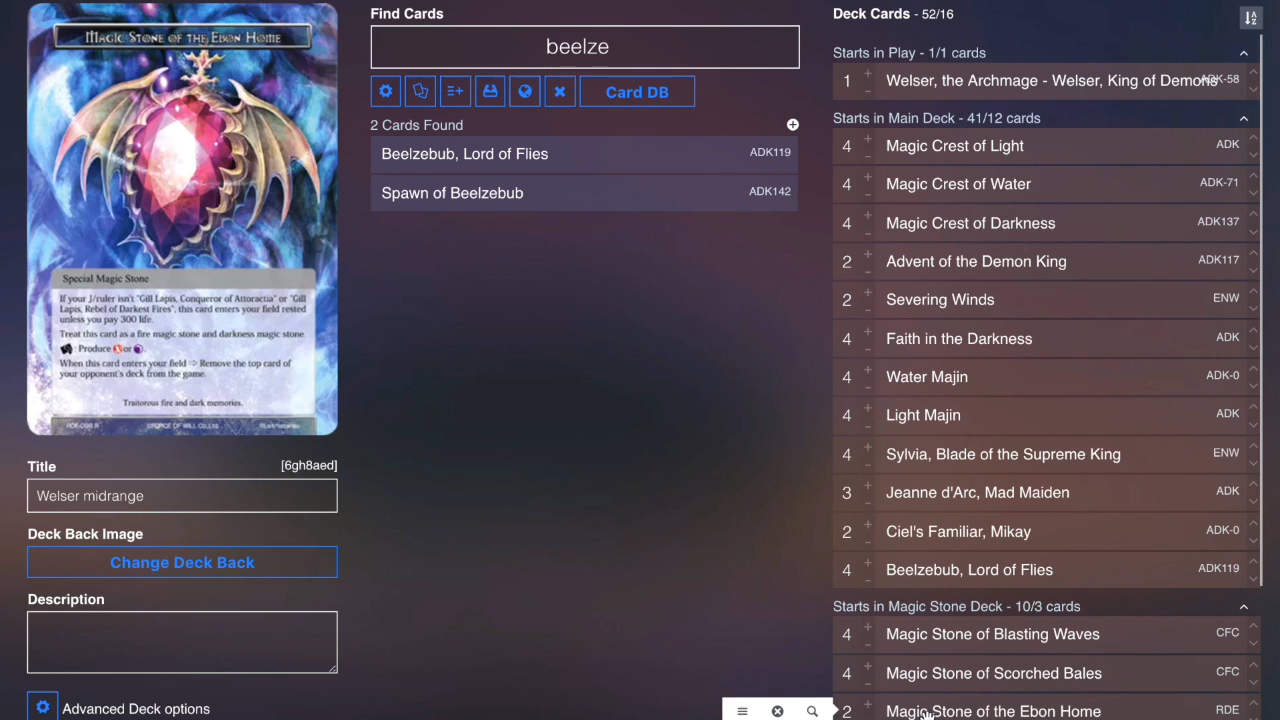 Magic Stone of the Ebon Home
Special Magic Stone
If your J/ruler isn't "Gill Lapis, Conqueror of Attoractia" or "Gill
Lapis, Rebel of Darkest Fires", this card enters your field rested
unless you pay 300 life.
Treat this card as a fire magic stone and darkness magic stone.
: Produce or .
When this card enters your field ⇨ Remove the top card of
your opponent's deck from the game.
Traitorous fire and dark memories.
Title [6gh8aed]
Welser midrange
Deck Back Image
Change Deck Back
Description
Advanced Deck options
Find Cards
beelze
Card DB
2 Cards Found
Beelzebub, Lord of Flies ADK119
Spawn of Beelzebub ADK142
Deck Cards - 52/16
Starts in Play - 1/1 cards
1 + - Welser, the Archmage - Welser, King of Demons ADK-58
Starts in Main Deck - 41/12 cards
4 + - Magic Crest of Light ADK
4 + - Magic Crest of Water ADK-71
4 + - Magic Crest of Darkness ADK137
2 + - Advent of the Demon King ADK117
2 + - Severing Winds ENW
4 + - Faith in the Darkness ADK
4 + - Water Majin ADK-0
4 + - Light Majin ADK
4 + - Sylvia, Blade of the Supreme King ENW
3 + - Jeanne d'Arc, Mad Maiden ADK
2 + - Ciel's Familiar, Mikay ADK-0
4 + - Beelzebub, Lord of Flies ADK119
Starts in Magic Stone Deck - 10/3 cards
4 + - Magic Stone of Blasting Waves CFC
4 + - Magic Stone of Scorched Bales CFC
2 + Magic Stone of the Ebon Home RDE